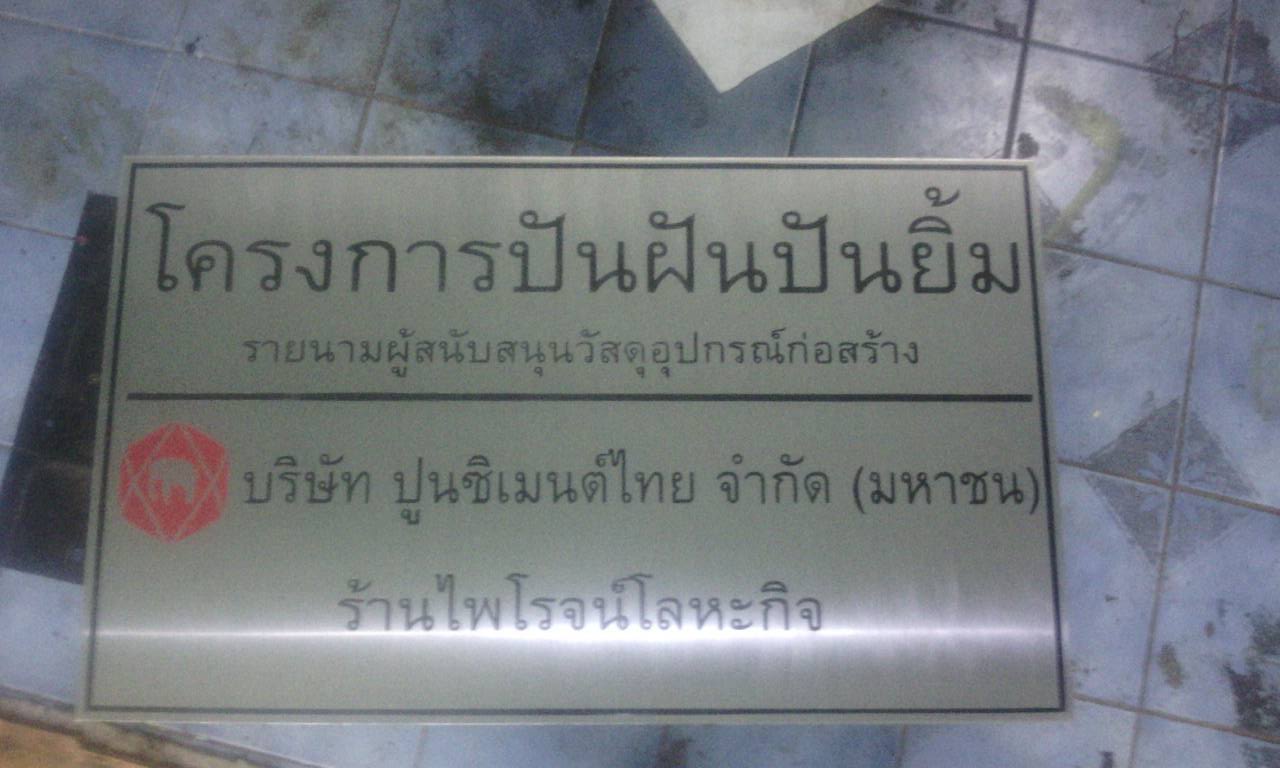 โครงการปันฝันปันยิ้ม
รายนามผู้สนับสนุนวัสดุอุปกรณ์ก่อสร้าง
บริษัท ปูนซิเมนต์ไทย จำกัด (มหาชน)
ร้านไพโรจน์โลหะกิจ